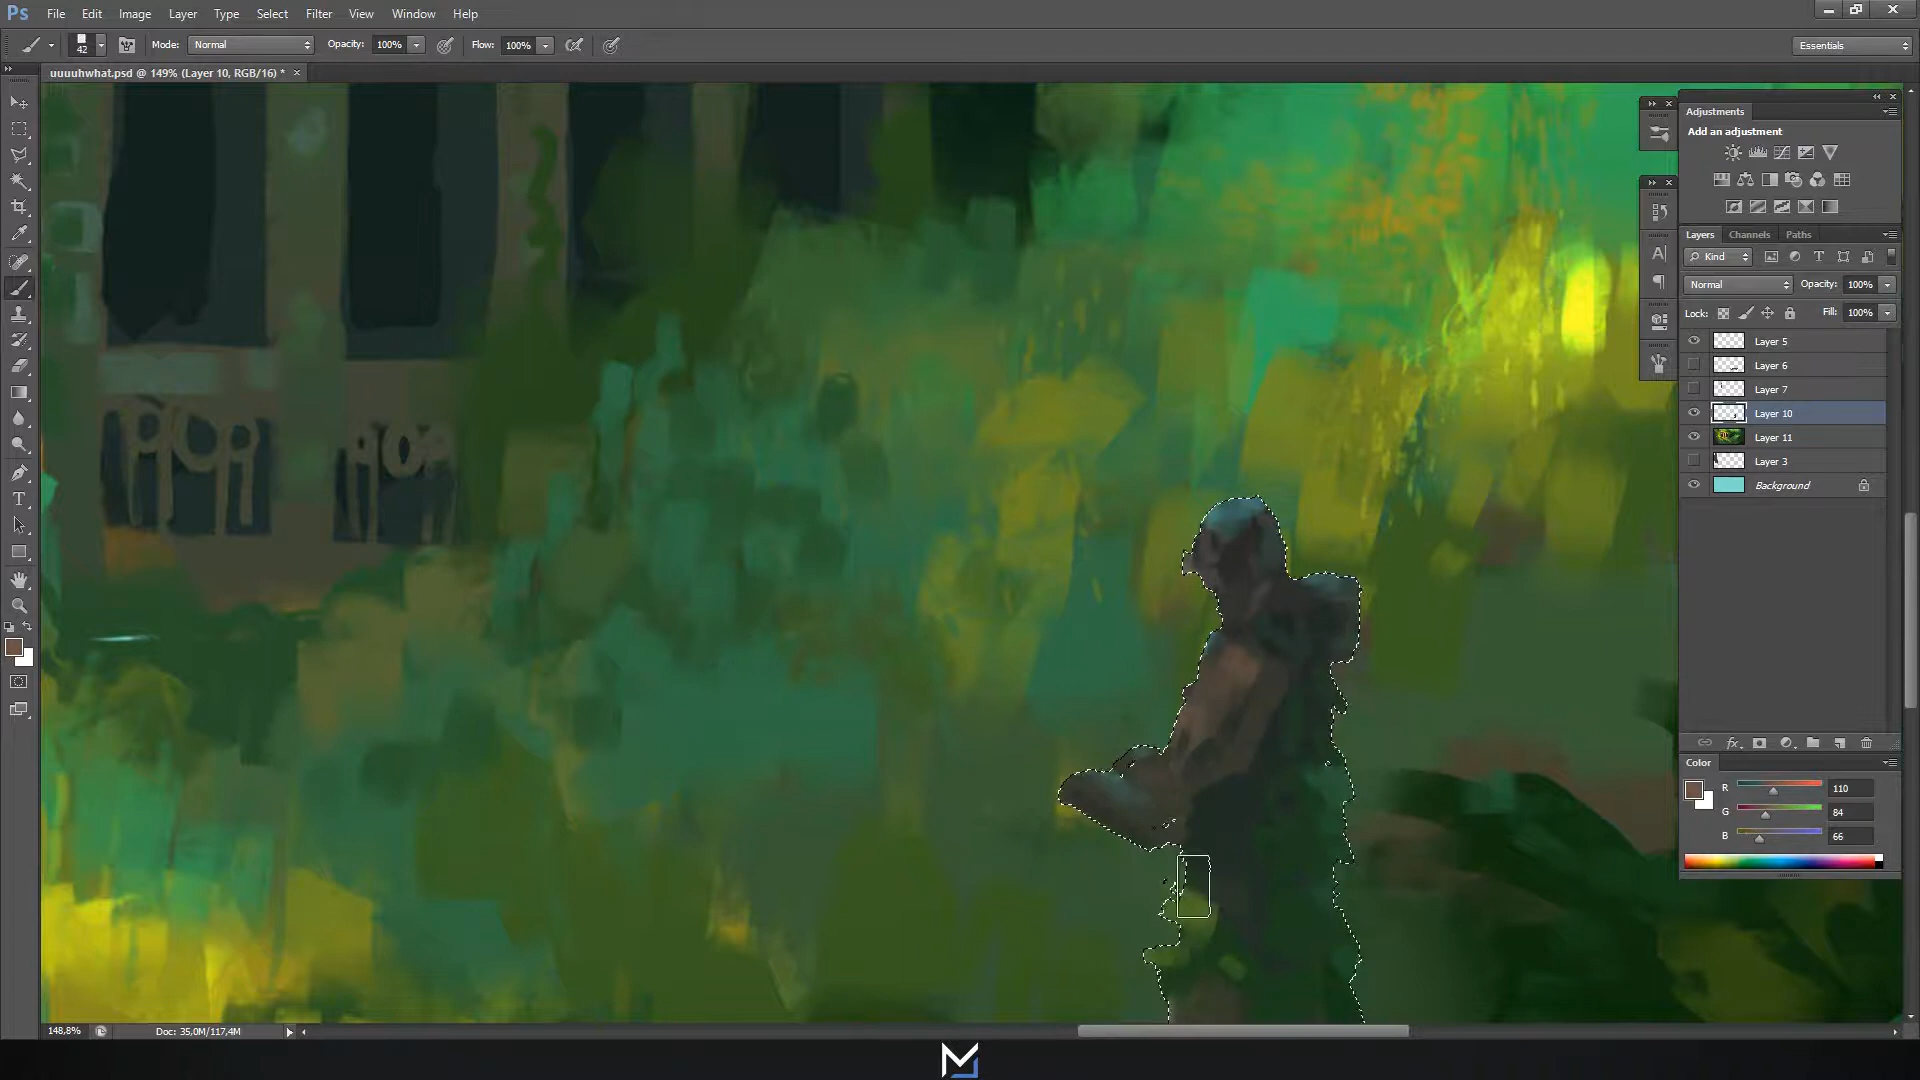 Ps File Edit Image Layer Type Select Filter View Window Help
42 Mode: Normal Opacity: 100% Flow: 100% Essentials
uuuuhwhat.psd @ 149% (Layer 10, RGB/16) * ×
Adjustments
Add an adjustment
Layers Channels Paths
Kind
Normal Opacity: 100%
Lock: Fill: 100%
Layer 5
Layer 6
Layer 7
Layer 10
Layer 11
Layer 3
Background
Color
R 110
G 84
B 66
148,8% Doc: 35,0M/117,4M